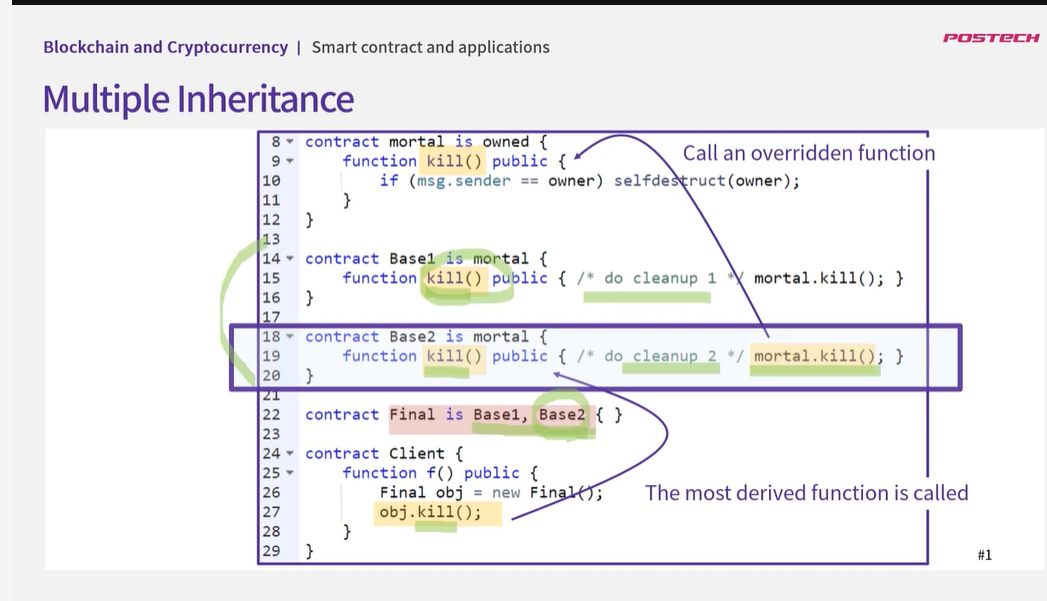 Blockchain and Cryptocurrency | Smart contract and applications
POSTECH
Multiple Inheritance
8 contract mortal is owned {
9 function kill() public {
Call an overridden function
10 if (msg.sender == owner) selfdestruct(owner);
11 }
12 }
13
14 contract Base1 is mortal {
15 function kill() public { /* do cleanup 1 */ mortal.kill(); }
16 }
17
18 contract Base2 is mortal {
19 function kill() public { /* do cleanup 2 */ mortal.kill(); }
20 }
21
22 contract Final is Base1, Base2 { }
23
24 contract Client {
25 function f() public {
26 Final obj = new Final();
The most derived function is called
27 obj.kill();
28 }
29 }
#1